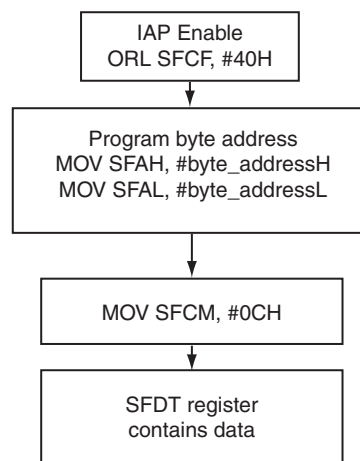 IAP Enable
ORL SFCF, #40H
Program byte address
MOV SFAH, #byte_addressH
MOV SFAL, #byte_addressL
MOV SFCM, #0CH
SFDT register
contains data